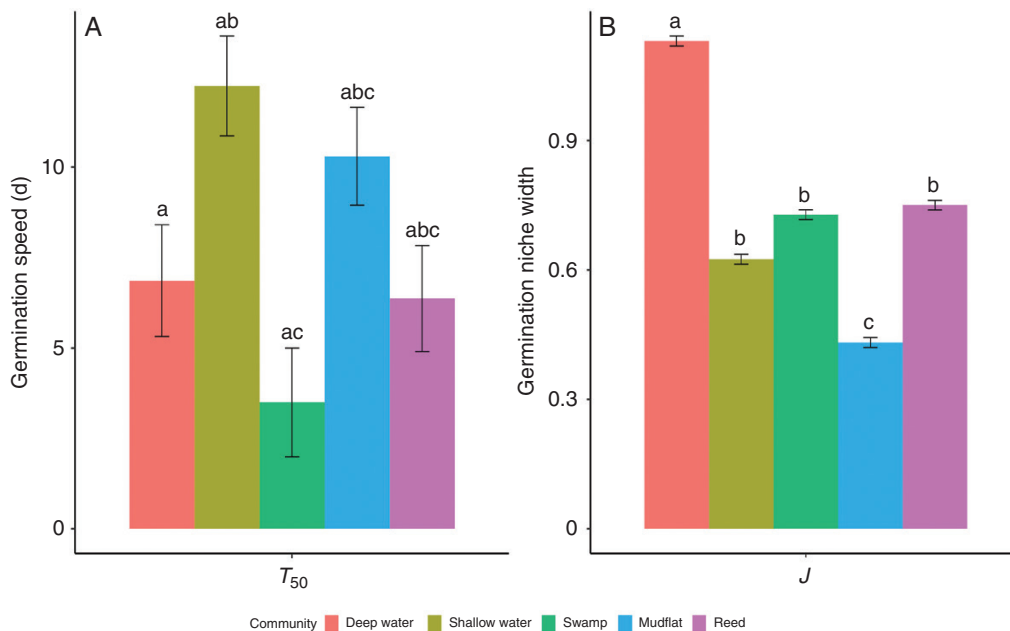 A
Germination speed (d)
10
5
0
a
ab
ac
abc
abc
T50
B
Germination niche width
0.9
0.6
0.3
0
a
b
b
c
b
J
Community Deep water Shallow water Swamp Mudflat Reed